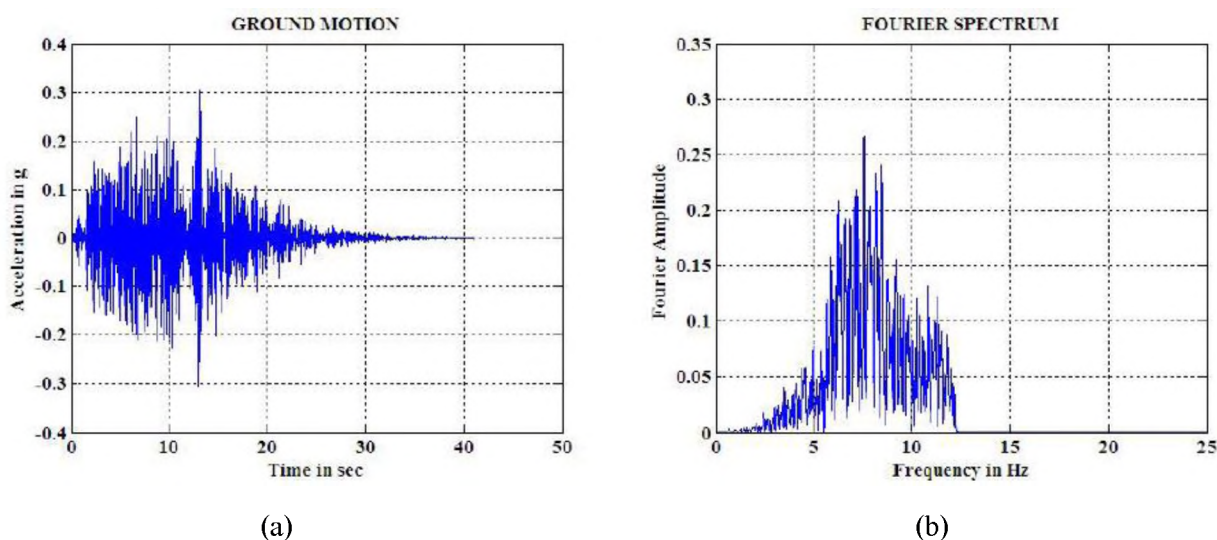 GROUND MOTION
0.4
0.3
0.2
0.1
0
-0.1
-0.2
-0.3
-0.4
0 10 20 30 40 50
Acceleration in g
Time in sec
(a)
FOURIER SPECTRUM
0.35
0.3
0.25
0.2
0.15
0.1
0.05
0
0 5 10 15 20 25
Fourier Amplitude
Frequency in Hz
(b)